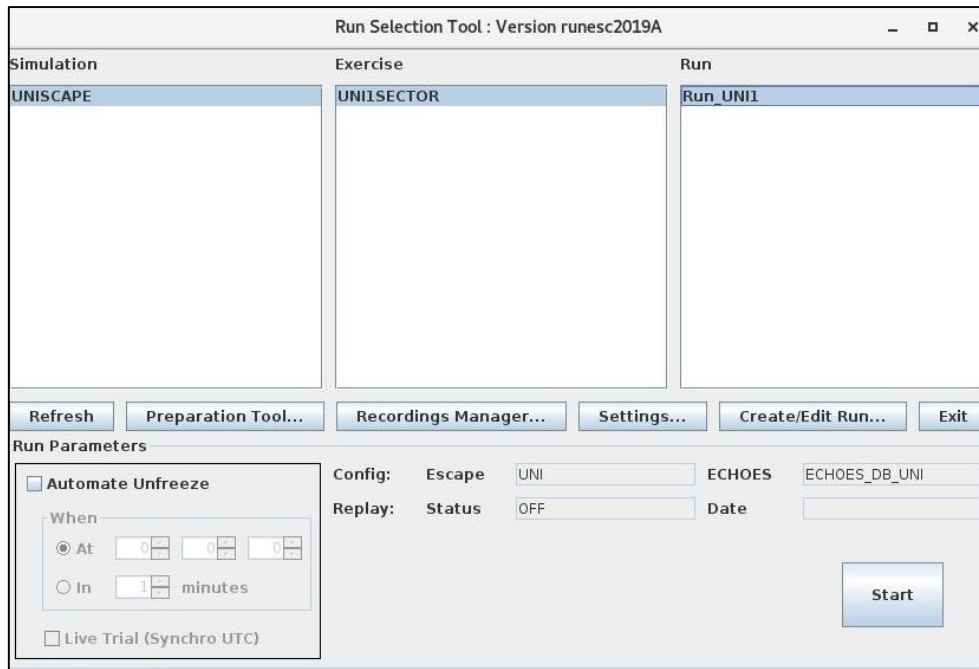 Run Selection Tool : Version runesc2019A
Simulation Exercise Run
UNISCAPE UNI1SECTOR Run_UNI1
Refresh Preparation Tool... Recordings Manager... Settings... Create/Edit Run... Exit
Run Parameters
Automate Unfreeze Config: Escape UNI ECHOES ECHOES_DB_UNI
When Replay: Status OFF Date
At 0 0 0
In 1 minutes
Start
Live Trial (Synchro UTC)